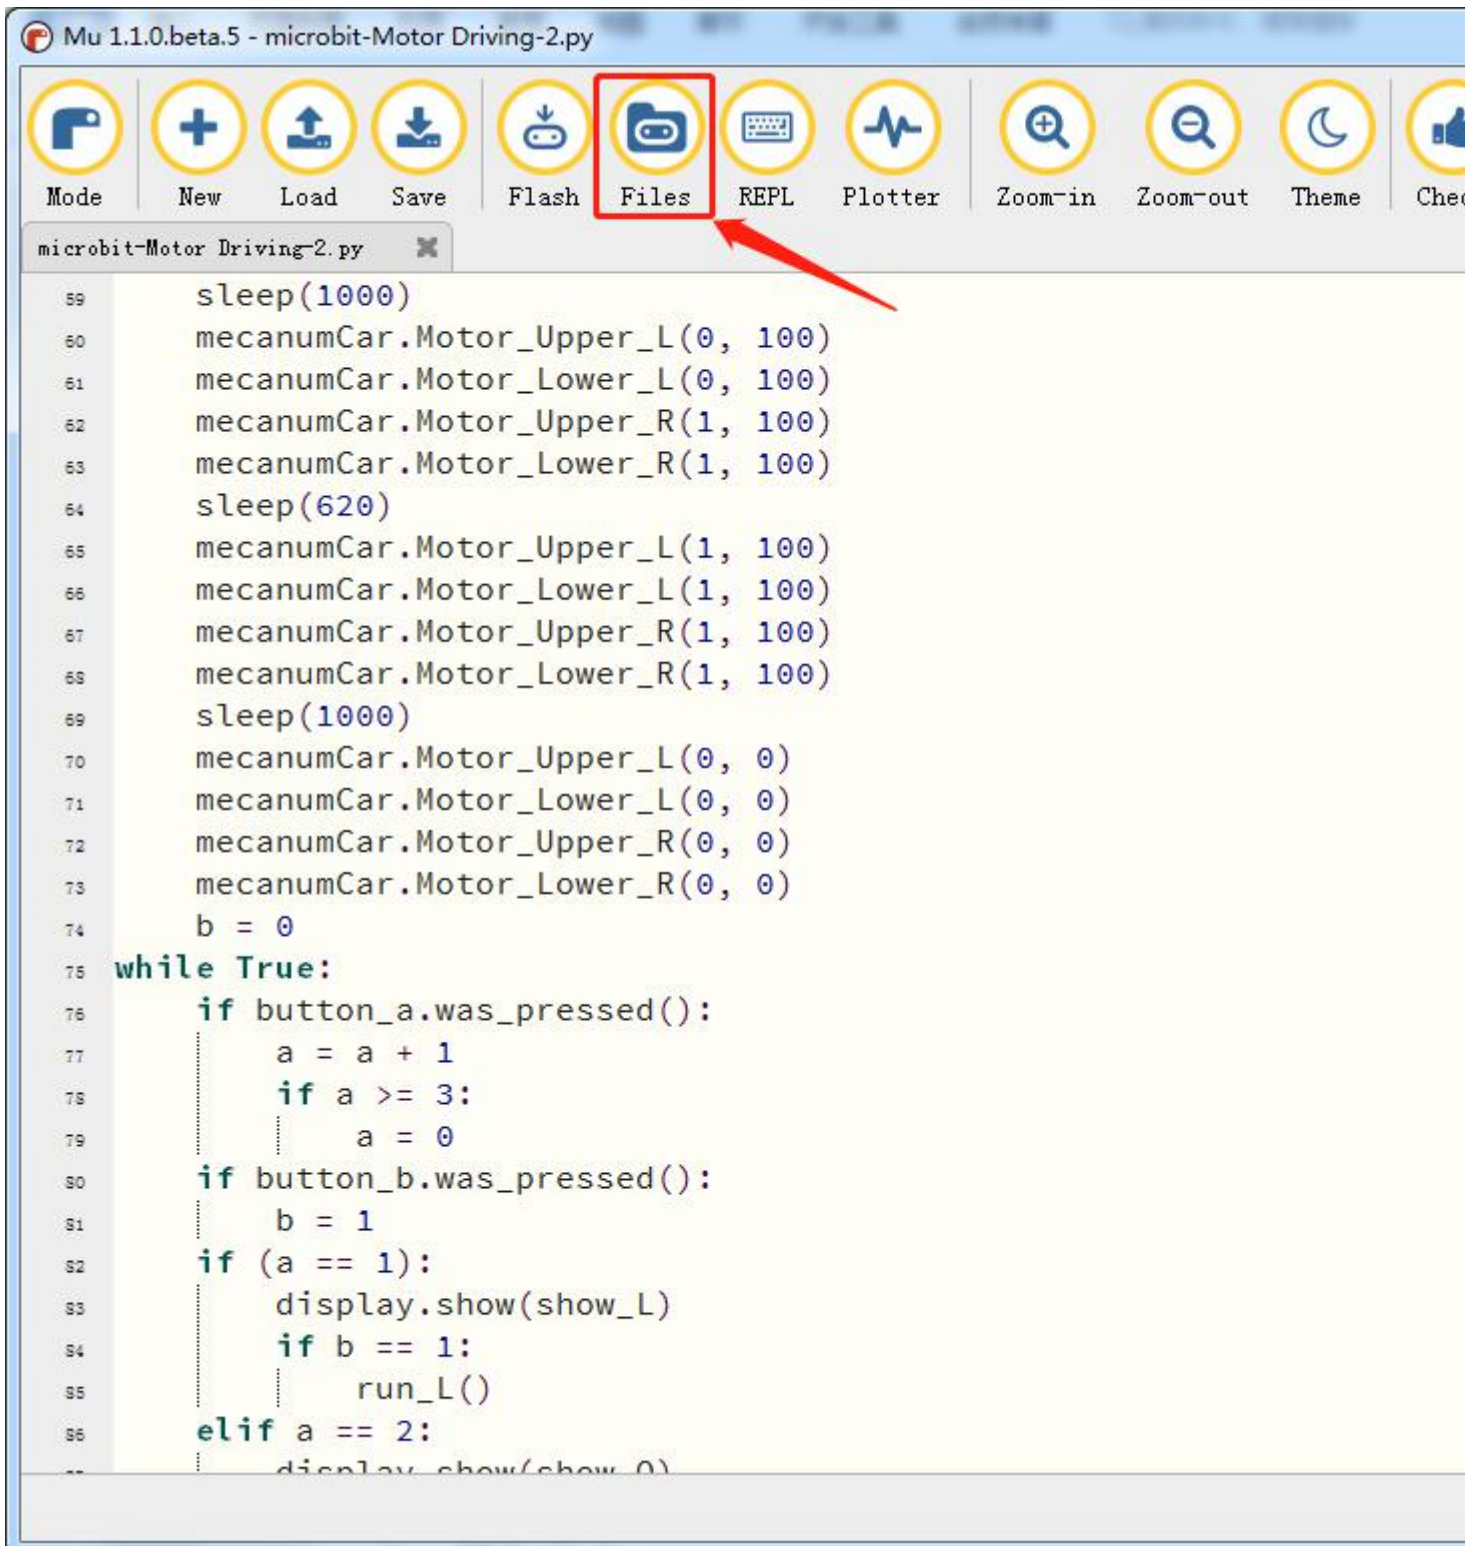 Mu 1.1.0.beta.5 - microbit-Motor Driving-2.py
Mode New Load Save Flash Files REPL Plotter Zoom-in Zoom-out Theme Chec
microbit-Motor Driving-2.py
59 sleep(1000)
60 mecanumCar.Motor_Upper_L(0, 100)
61 mecanumCar.Motor_Lower_L(0, 100)
62 mecanumCar.Motor_Upper_R(1, 100)
63 mecanumCar.Motor_Lower_R(1, 100)
64 sleep(620)
65 mecanumCar.Motor_Upper_L(1, 100)
66 mecanumCar.Motor_Lower_L(1, 100)
67 mecanumCar.Motor_Upper_R(1, 100)
68 mecanumCar.Motor_Lower_R(1, 100)
69 sleep(1000)
70 mecanumCar.Motor_Upper_L(0, 0)
71 mecanumCar.Motor_Lower_L(0, 0)
72 mecanumCar.Motor_Upper_R(0, 0)
73 mecanumCar.Motor_Lower_R(0, 0)
74 b = 0
75 while True:
76 if button_a.was_pressed():
77 a = a + 1
78 if a >= 3:
79 a = 0
80 if button_b.was_pressed():
81 b = 1
82 if (a == 1):
83 display.show(show_L)
84 if b == 1:
85 run_L()
86 elif a == 2:
display.show(show_O)